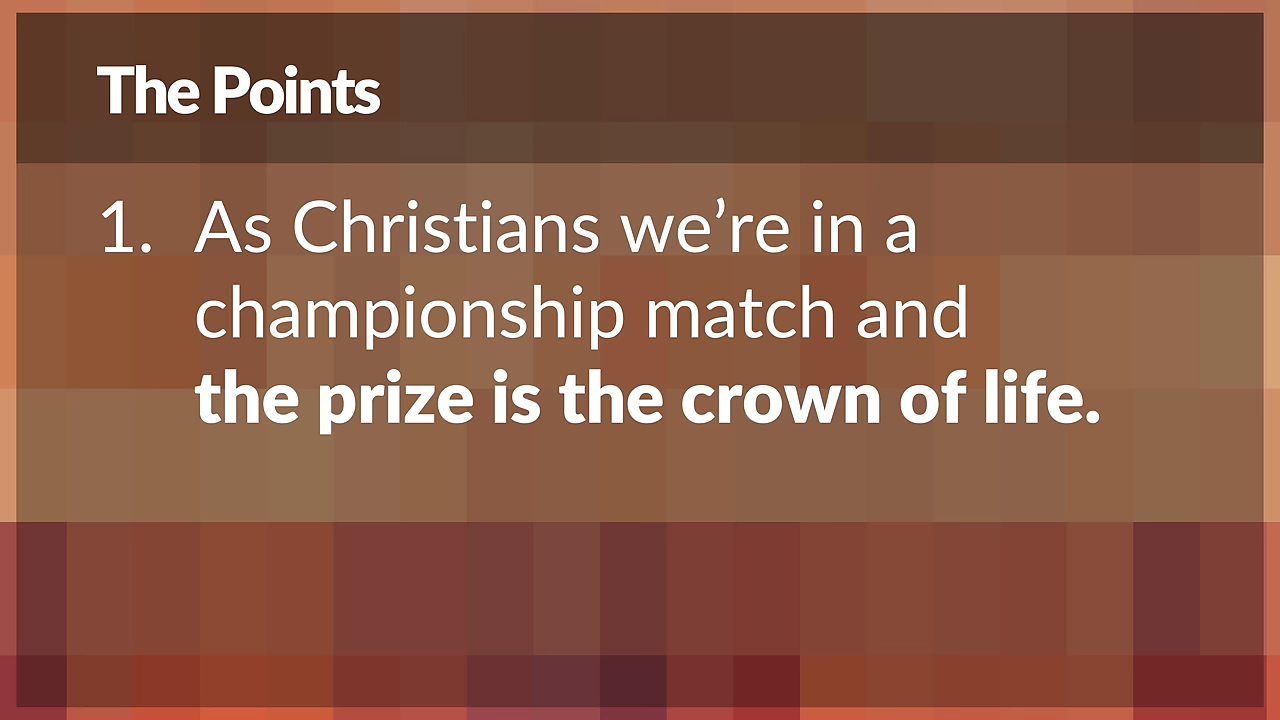 The Points
1. As Christians we’re in a
championship match and
the prize is the crown of life.